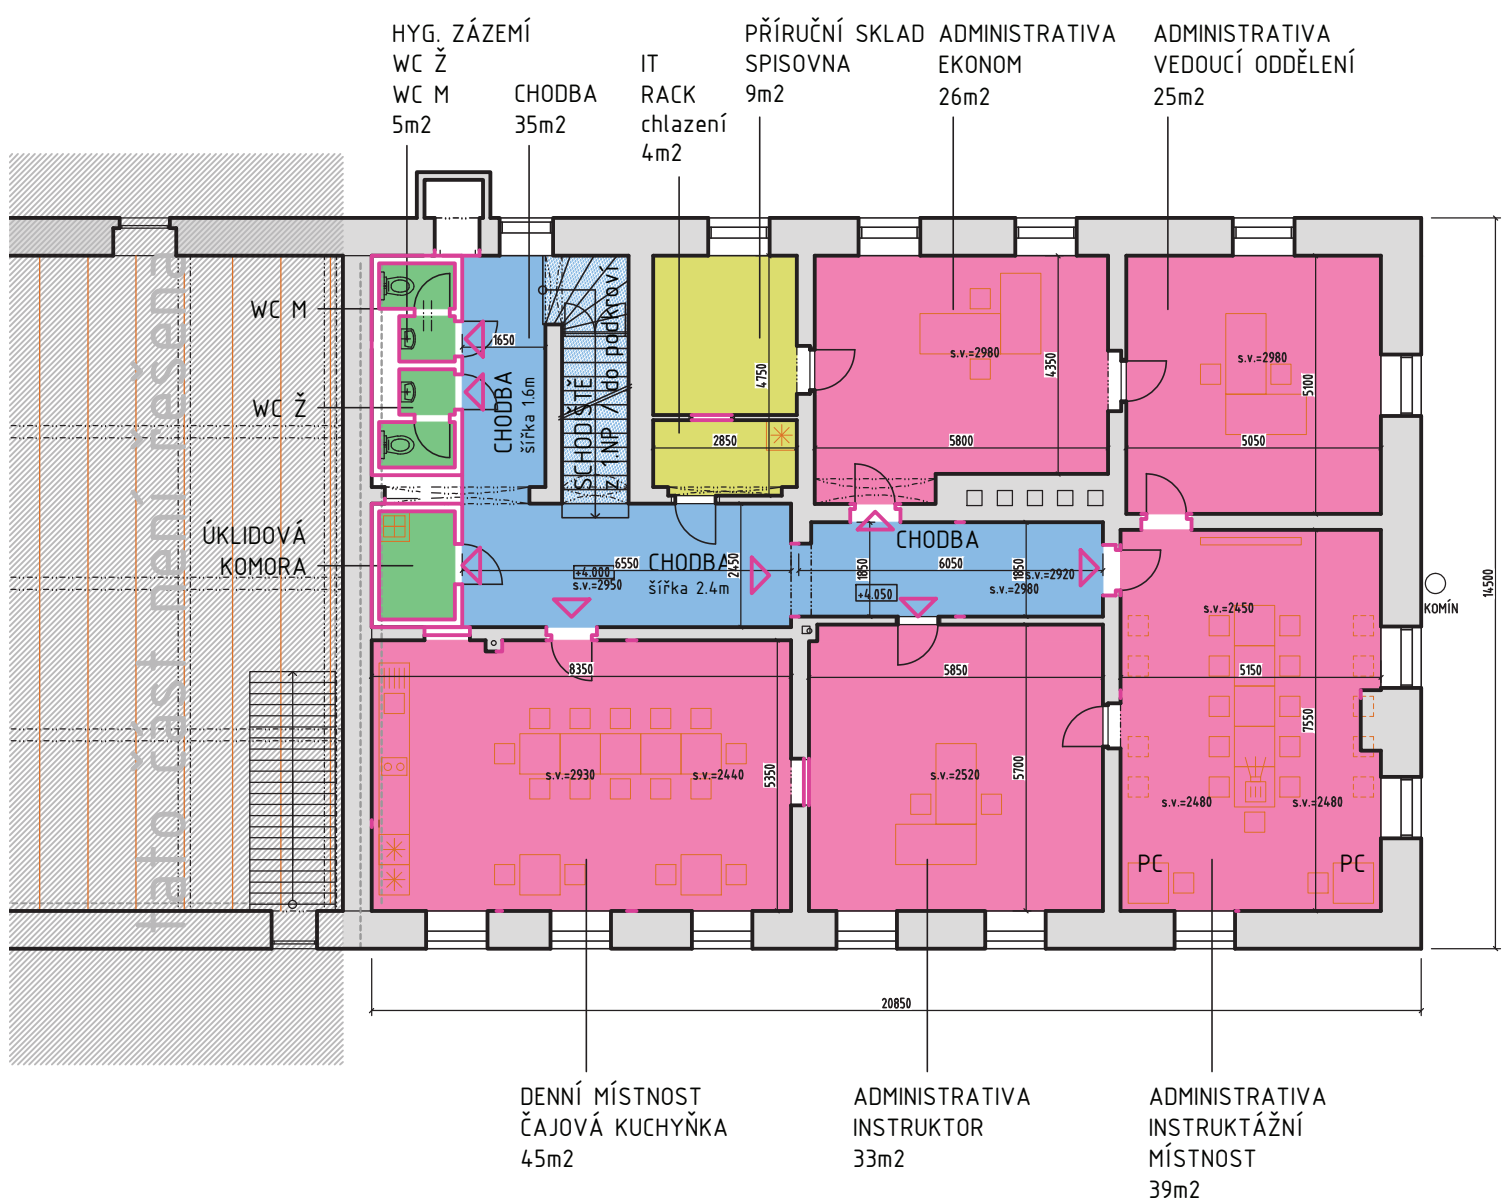 HYG. ZÁZEMÍ
WC Ž
WC M
5m2
CHODBA
35m2
IT
RACK
chlazení
4m2
PŘÍRUČNÍ SKLAD
SPISOVNA
9m2
ADMINISTRATIVA
EKONOM
26m2
ADMINISTRATIVA
VEDOUCÍ ODDĚLENÍ
25m2
tato část není řešena
WC M
WC Ž
ÚKLIDOVÁ
KOMORA
1650
CHODBA
šířka 1.6m
SCHODIŠTĚ
z 1.NP / do podkroví
4750
2850
s.v.=2980
4350
5800
s.v.=2980
5100
5050
6550
+4.000
s.v.=2950
CHODBA
šířka 2.4m
2450
CHODBA
1850
6050
+4.050
1850
s.v.=2920
s.v.=2980
KOMÍN
14500
8350
s.v.=2930
s.v.=2440
5350
5850
s.v.=2520
5700
s.v.=2450
5150
7550
s.v.=2480
s.v.=2480
PC
PC
20850
DENNÍ MÍSTNOST
ČAJOVÁ KUCHYŇKA
45m2
ADMINISTRATIVA
INSTRUKTOR
33m2
ADMINISTRATIVA
INSTRUKTÁŽNÍ
MÍSTNOST
39m2